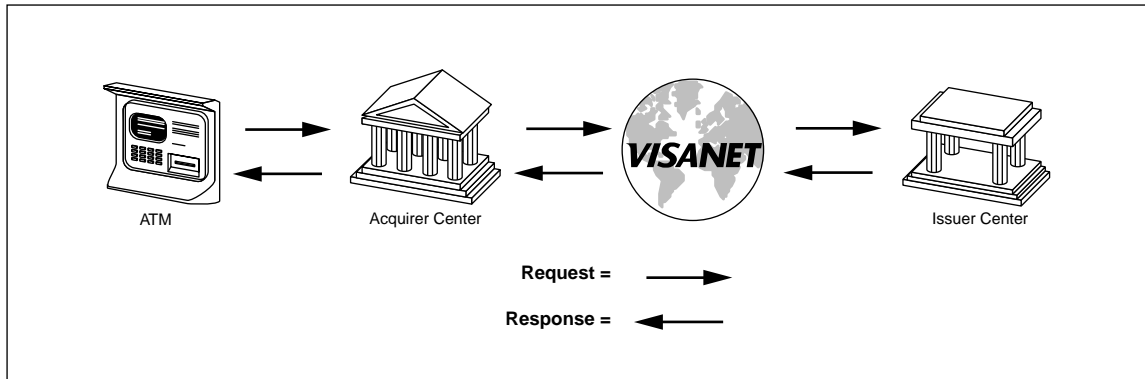 VISANET
ATM
Acquirer Center
Issuer Center
Request =
Response =